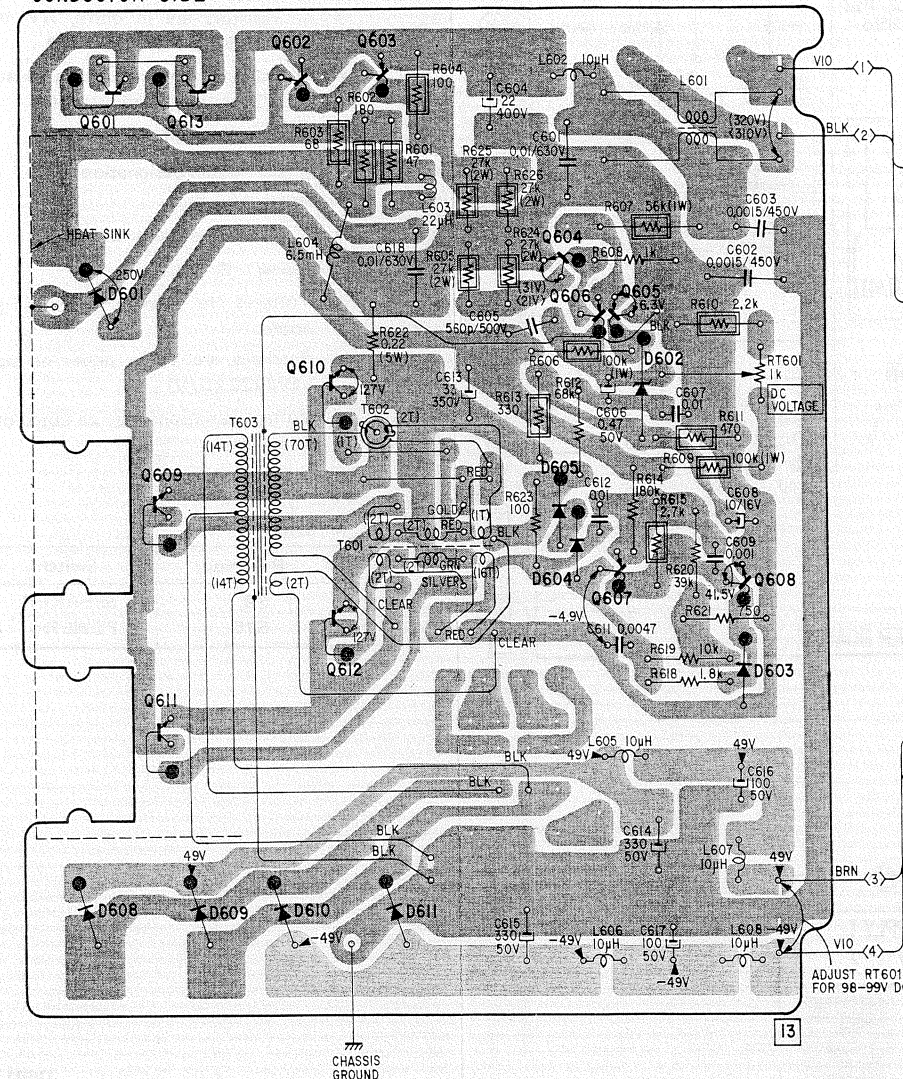 CONDUCTOR SIDE
Q602
Q603
R604
100
C604
22
400V
L602 10μH
L601
VIO
<1>
(320V)
(310V)
BLK
<2>
Q601
Q613
R602
180
R603
68
R601
47
R625
27k
(2W)
C601
0.01/630V
R626
27k
(2W)
L603
22μH
R607 56k(1W)
C603
0.0015/450V
HEAT SINK
L604
6.5mH
C618
0.01/630V
R605
27k
(2W)
R624
27k
(2W)
Q604
R608 1k
C602
0.0015/450V
250V
D601
(31V)
(21V)
Q606
Q605
6.3V
R610 2.2k
C605
560p/500V
BLK
R622
0.22
(5W)
R606 100k
(1W)
D602
RT601
1k
Q610
127V
C613
33
350V
R613
330
R612
68k
C607
0.01
DC
VOLTAGE
T603
BLK
T602
(2T)
(1T)
C606
0.47
50V
R611
470
(14T)
(70T)
R609 100k(1W)
Q609
RED
D605
R614
180k
C612
0.01
R623
100
R615
2.7k
C608
10/16V
GOLD
(1T)
(2T)
(2T)
RED
BLK
T601
C609
0.001
GRN
(2T)
(2T)
SILVER
(16T)
D604
R620
39k
Q608
(14T)
(2T)
CLEAR
Q607
41.5V
-4.9V
R621 750
127V
RED
CLEAR
C611 0.0047
Q612
R619 10k
D603
R618 1.8k
Q611
L605 10μH
49V
49V
BLK
C616
100
50V
BLK
BLK
C614
330
50V
BLK
L607
10μH
49V
BRN
<3>
49V
D608
D609
D610
D611
-49V
C615
330
50V
-49V
L606
10μH
C617
100
50V
-49V
L608
10μH
-49V
VIO
<4>
ADJUST RT601
FOR 98-99V D
13
CHASSIS
GROUND